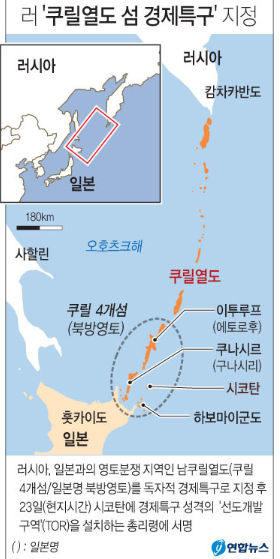 러 '쿠릴열도 섬 경제특구' 지정
러시아
일본
러시아
캄차카반도
180km
오호츠크해
사할린
쿠릴열도
쿠릴 4개섬
(북방영토)
이투루프
(에토로후)
쿠나시르
(구나시리)
시코탄
하보마이군도
홋카이도
일본
러시아, 일본과의 영토분쟁 지역인 남쿠릴열도(쿠릴
4개섬/일본명 북방영토)를 독자적 경제특구로 지정 후
23일(현지시간) 시코탄에 경제특구 성격의 '선도개발
구역'(TOR)을 설치하는 총리령에 서명
( ) : 일본명
연합뉴스